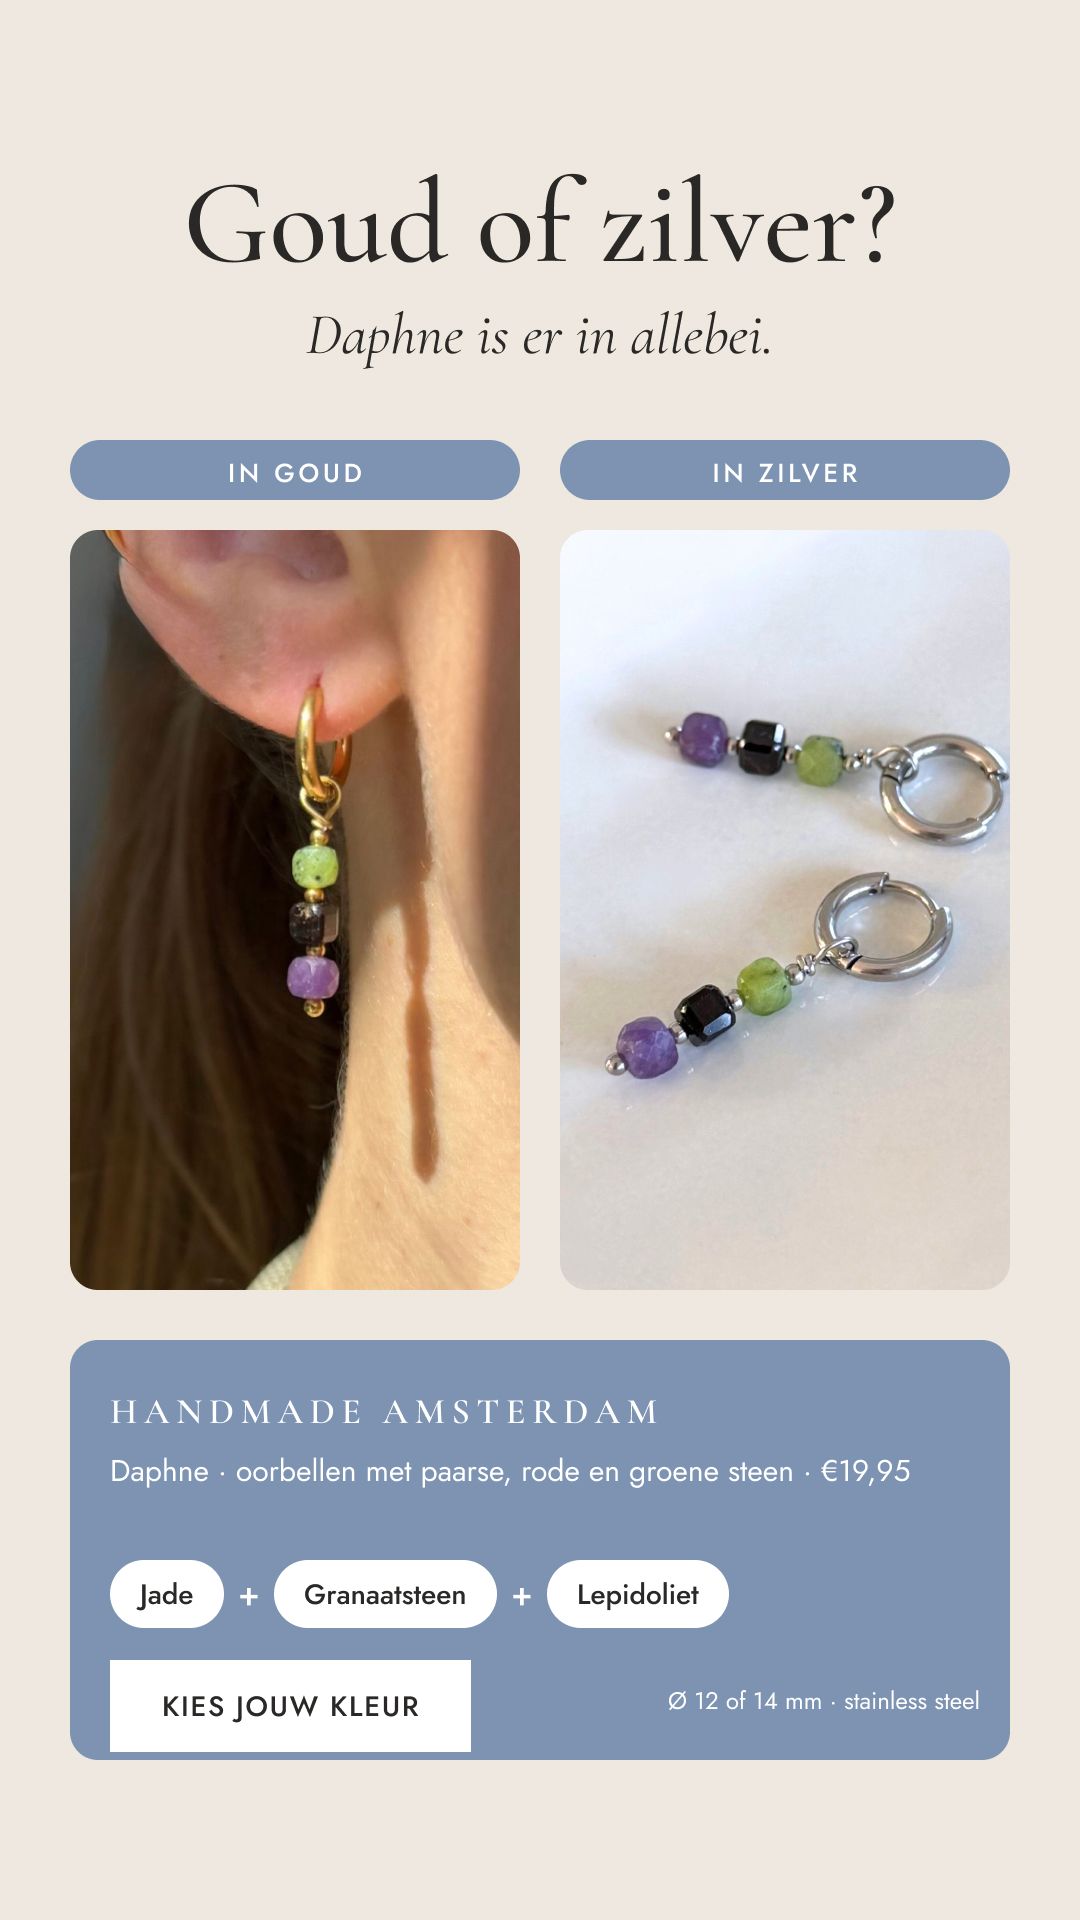 Goud of zilver?
Daphne is er in allebei.
IN GOUD
IN ZILVER
HANDMADE AMSTERDAM
Daphne · oorbellen met paarse, rode en groene steen · €19,95
Jade + Granaatsteen + Lepidoliet
KIES JOUW KLEUR
Ø 12 of 14 mm · stainless steel